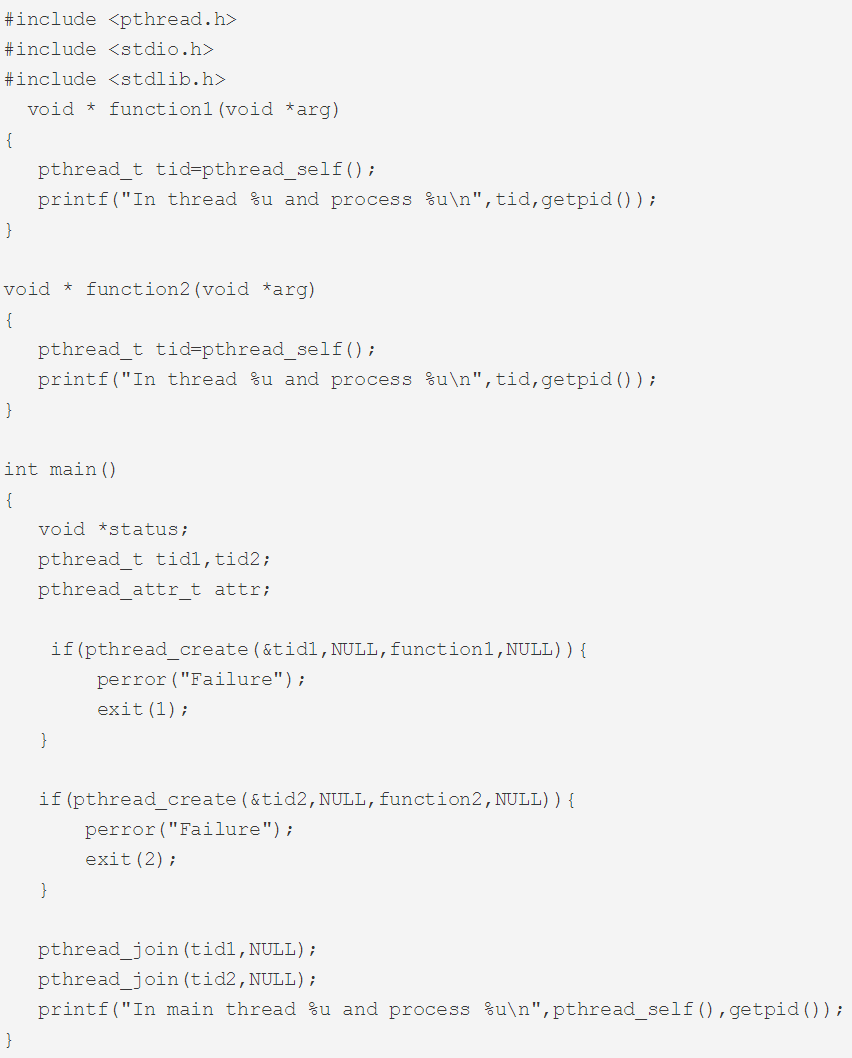 #include <pthread.h>
#include <stdio.h>
#include <stdlib.h>
  void * function1(void *arg)
{
   pthread_t tid=pthread_self();
   printf("In thread %u and process %u\n",tid,getpid());
}

void * function2(void *arg)
{
   pthread_t tid=pthread_self();
   printf("In thread %u and process %u\n",tid,getpid());
}

int main()
{
   void *status;
   pthread_t tid1,tid2;
   pthread_attr_t attr;

    if(pthread_create(&tid1,NULL,function1,NULL)){
        perror("Failure");
        exit(1);
   }

   if(pthread_create(&tid2,NULL,function2,NULL)){
       perror("Failure");
       exit(2);
   }

   pthread_join(tid1,NULL);
   pthread_join(tid2,NULL);
   printf("In main thread %u and process %u\n",pthread_self(),getpid());
}